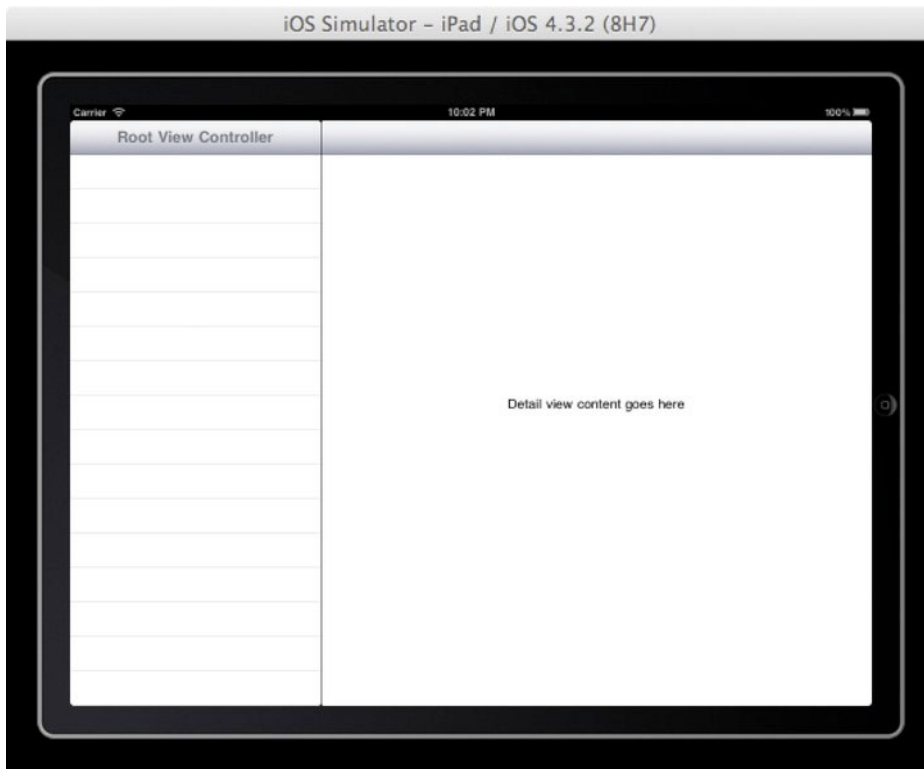 iOS Simulator – iPad / iOS 4.3.2 (8H7)
Carrier 10:02 PM 100%
Root View Controller
Detail view content goes here